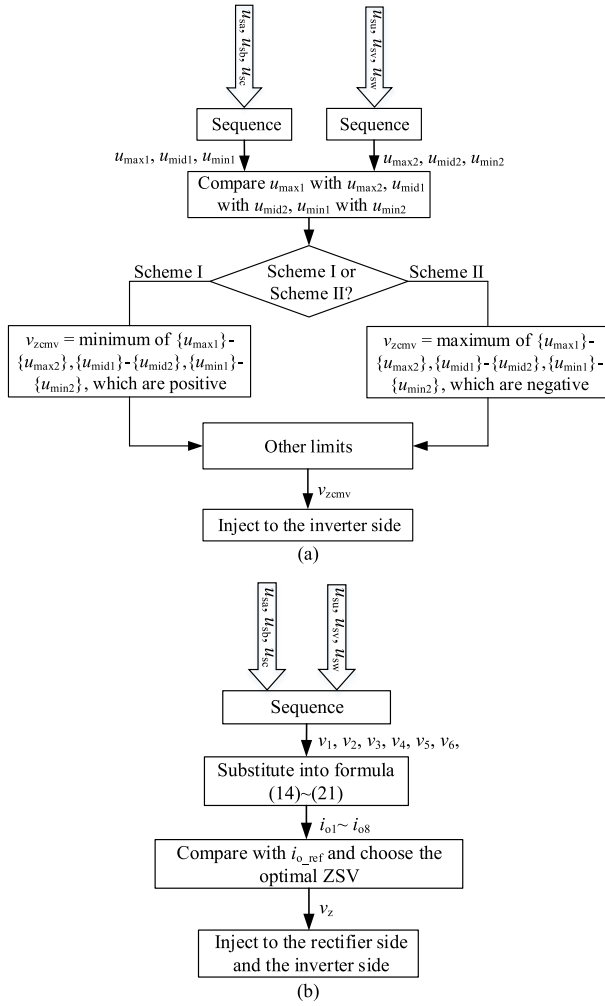 usa, usb, usc
usu, usv, usw
Sequence
Sequence
umax1, umid1, umin1
umax2, umid2, umin2
Compare umax1 with umax2, umid1
with umid2, umin1 with umin2
Scheme I
Scheme I or
Scheme II?
Scheme II
vzcmv = minimum of {umax1}-
{umax2},{umid1}-{umid2},{umin1}-
{umin2}, which are positive
vzcmv = maximum of {umax1}-
{umax2},{umid1}-{umid2},{umin1}-
{umin2}, which are negative
Other limits
vzcmv
Inject to the inverter side
(a)
usa, usb, usc
usu, usv, usw
Sequence
v1, v2, v3, v4, v5, v6,
Substitute into formula
(14)~(21)
io1~ io8
Compare with io_ref and choose the
optimal ZSV
vz
Inject to the rectifier side
and the inverter side
(b)